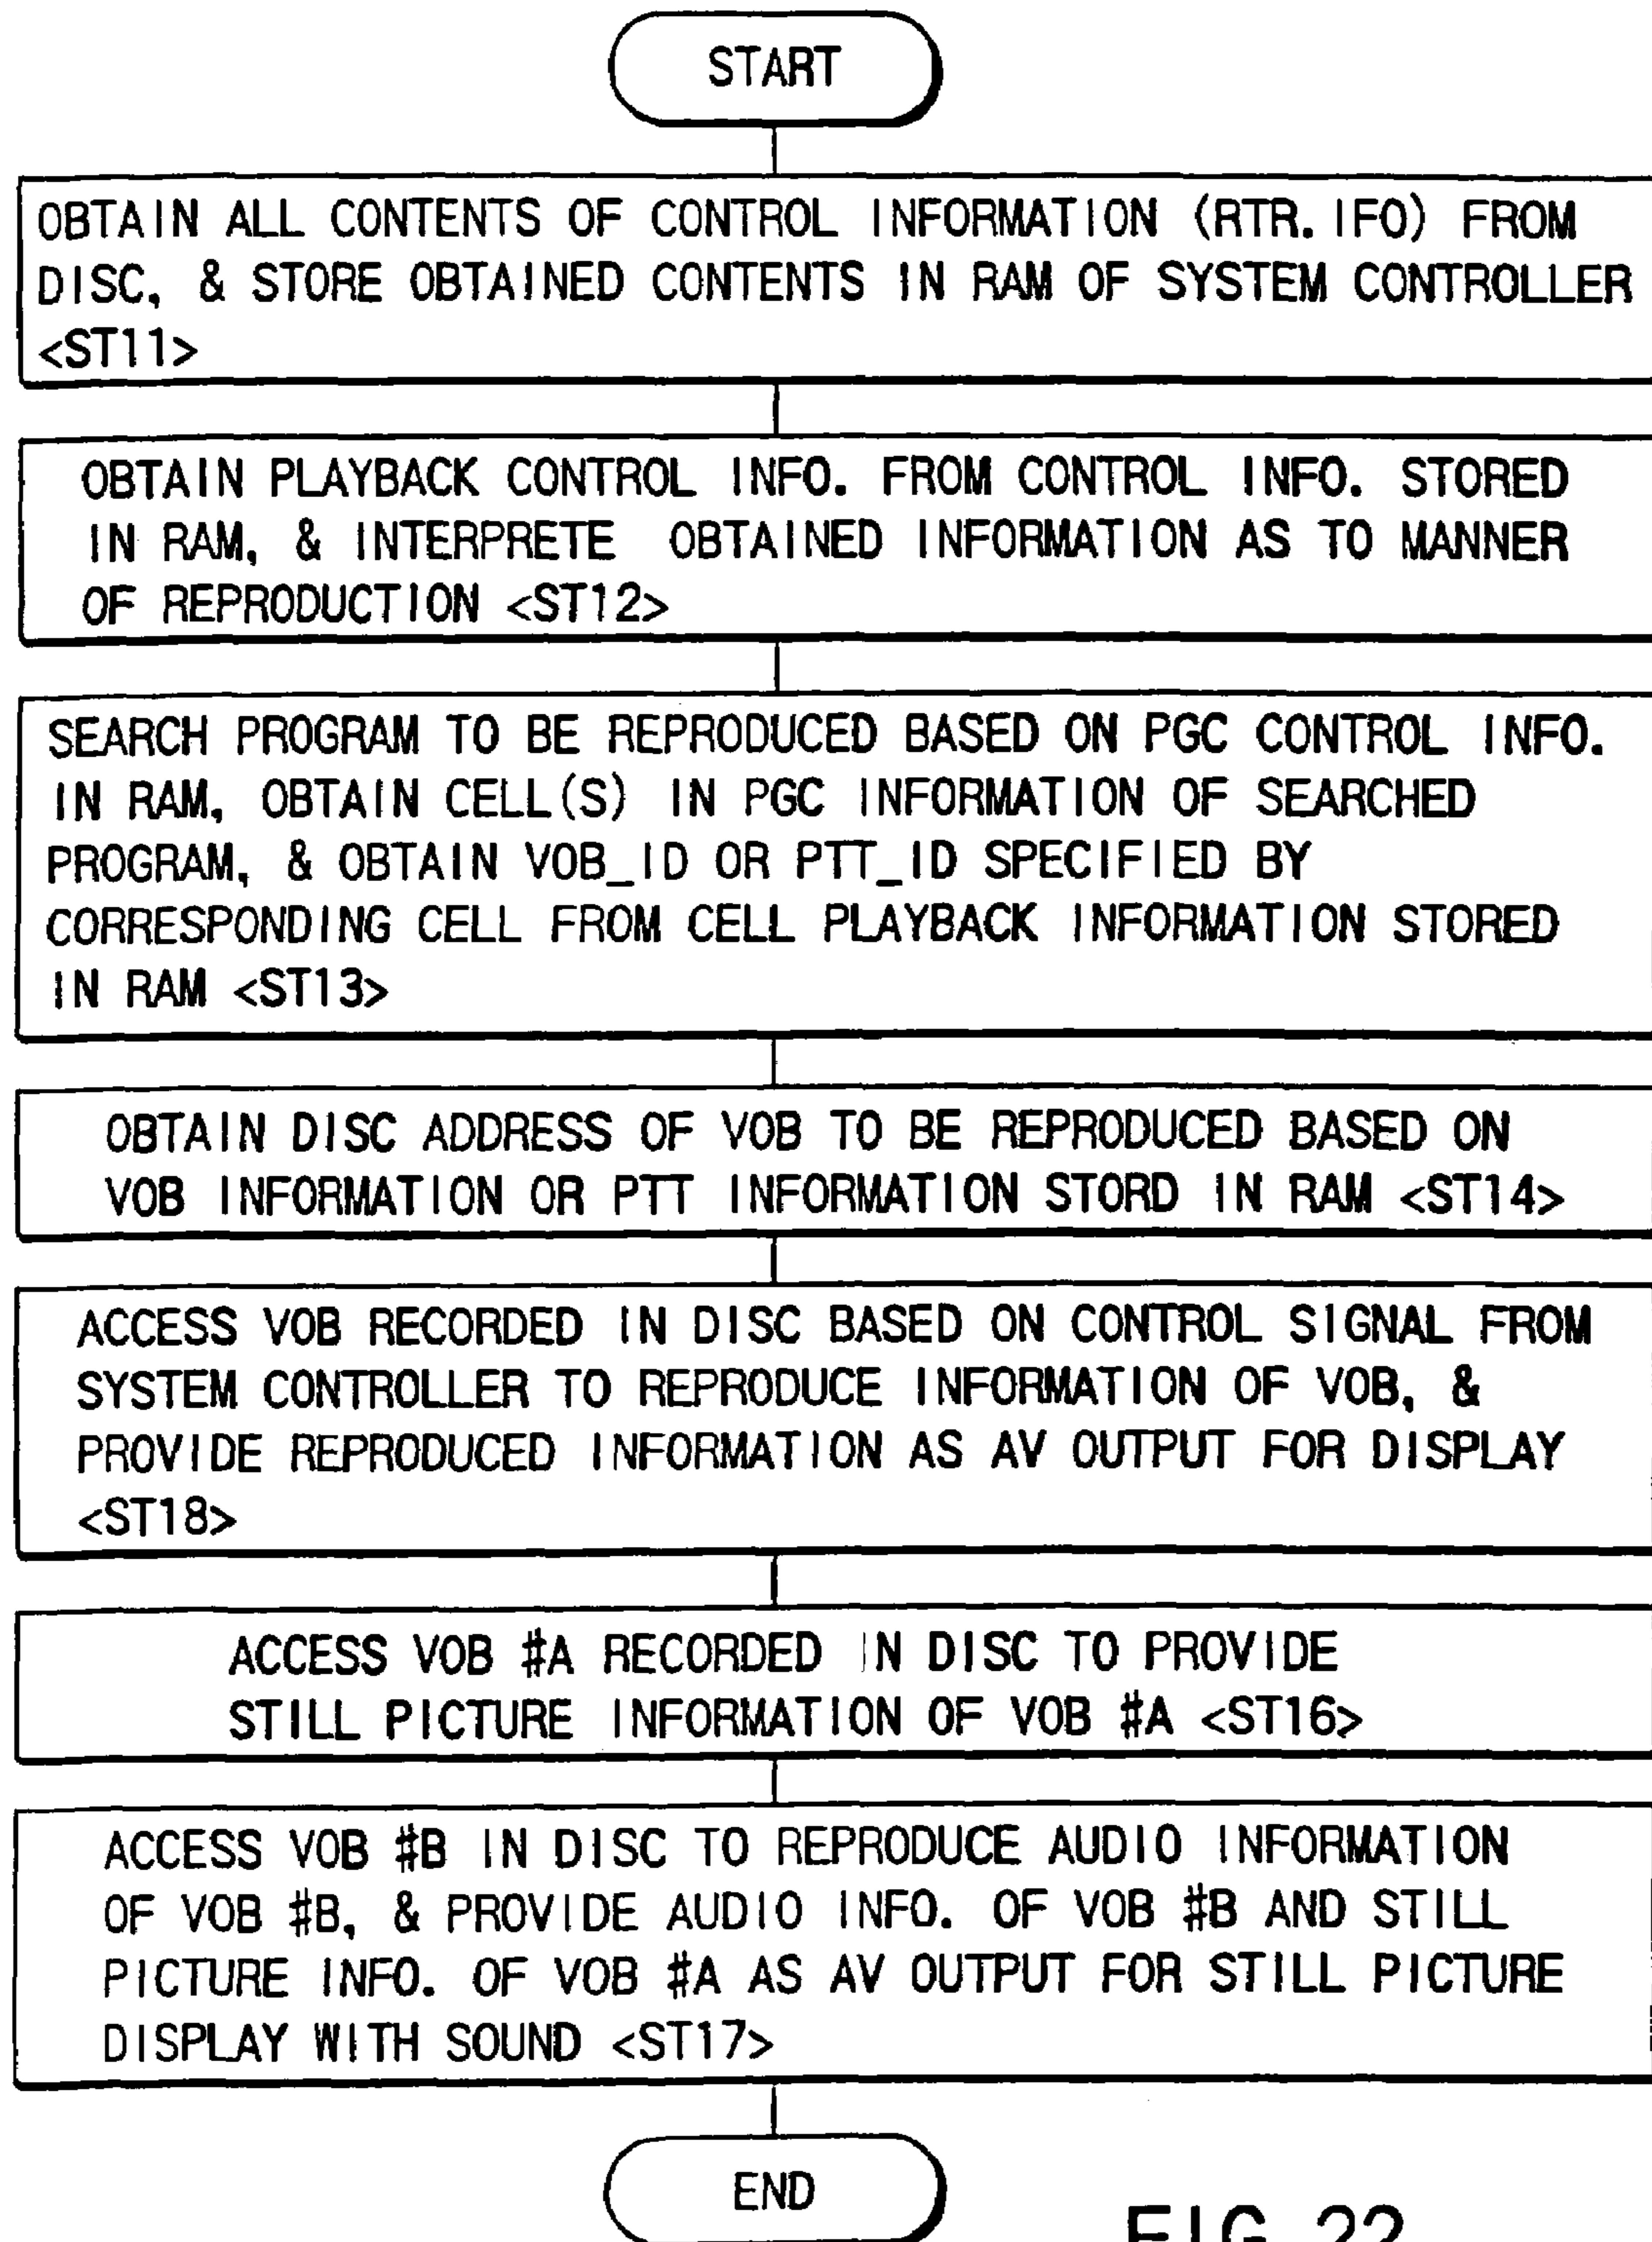 START
OBTAIN ALL CONTENTS OF CONTROL INFORMATION (RTR. IFO) FROM
DISC, & STORE OBTAINED CONTENTS IN RAM OF SYSTEM CONTROLLER
<ST11>
OBTAIN PLAYBACK CONTROL INFO. FROM CONTROL INFO. STORED
IN RAM, & INTERPRETE OBTAINED INFORMATION AS TO MANNER
OF REPRODUCTION <ST12>
SEARCH PROGRAM TO BE REPRODUCED BASED ON PGC CONTROL INFO.
IN RAM, OBTAIN CELL(S) IN PGC INFORMATION OF SEARCHED
PROGRAM, & OBTAIN VOB_ID OR PTT_ID SPECIFIED BY
CORRESPONDING CELL FROM CELL PLAYBACK INFORMATION STORED
IN RAM <ST13>
OBTAIN DISC ADDRESS OF VOB TO BE REPRODUCED BASED ON
VOB INFORMATION OR PTT INFORMATION STORD IN RAM <ST14>
ACCESS VOB RECORDED IN DISC BASED ON CONTROL SIGNAL FROM
SYSTEM CONTROLLER TO REPRODUCE INFORMATION OF VOB, &
PROVIDE REPRODUCED INFORMATION AS AV OUTPUT FOR DISPLAY
<ST18>
ACCESS VOB #A RECORDED IN DISC TO PROVIDE
STILL PICTURE INFORMATION OF VOB #A <ST16>
ACCESS VOB #B IN DISC TO REPRODUCE AUDIO INFORMATION
OF VOB #B, & PROVIDE AUDIO INFO. OF VOB #B AND STILL
PICTURE INFO. OF VOB #A AS AV OUTPUT FOR STILL PICTURE
DISPLAY WITH SOUND <ST17>
END
FIG. 22